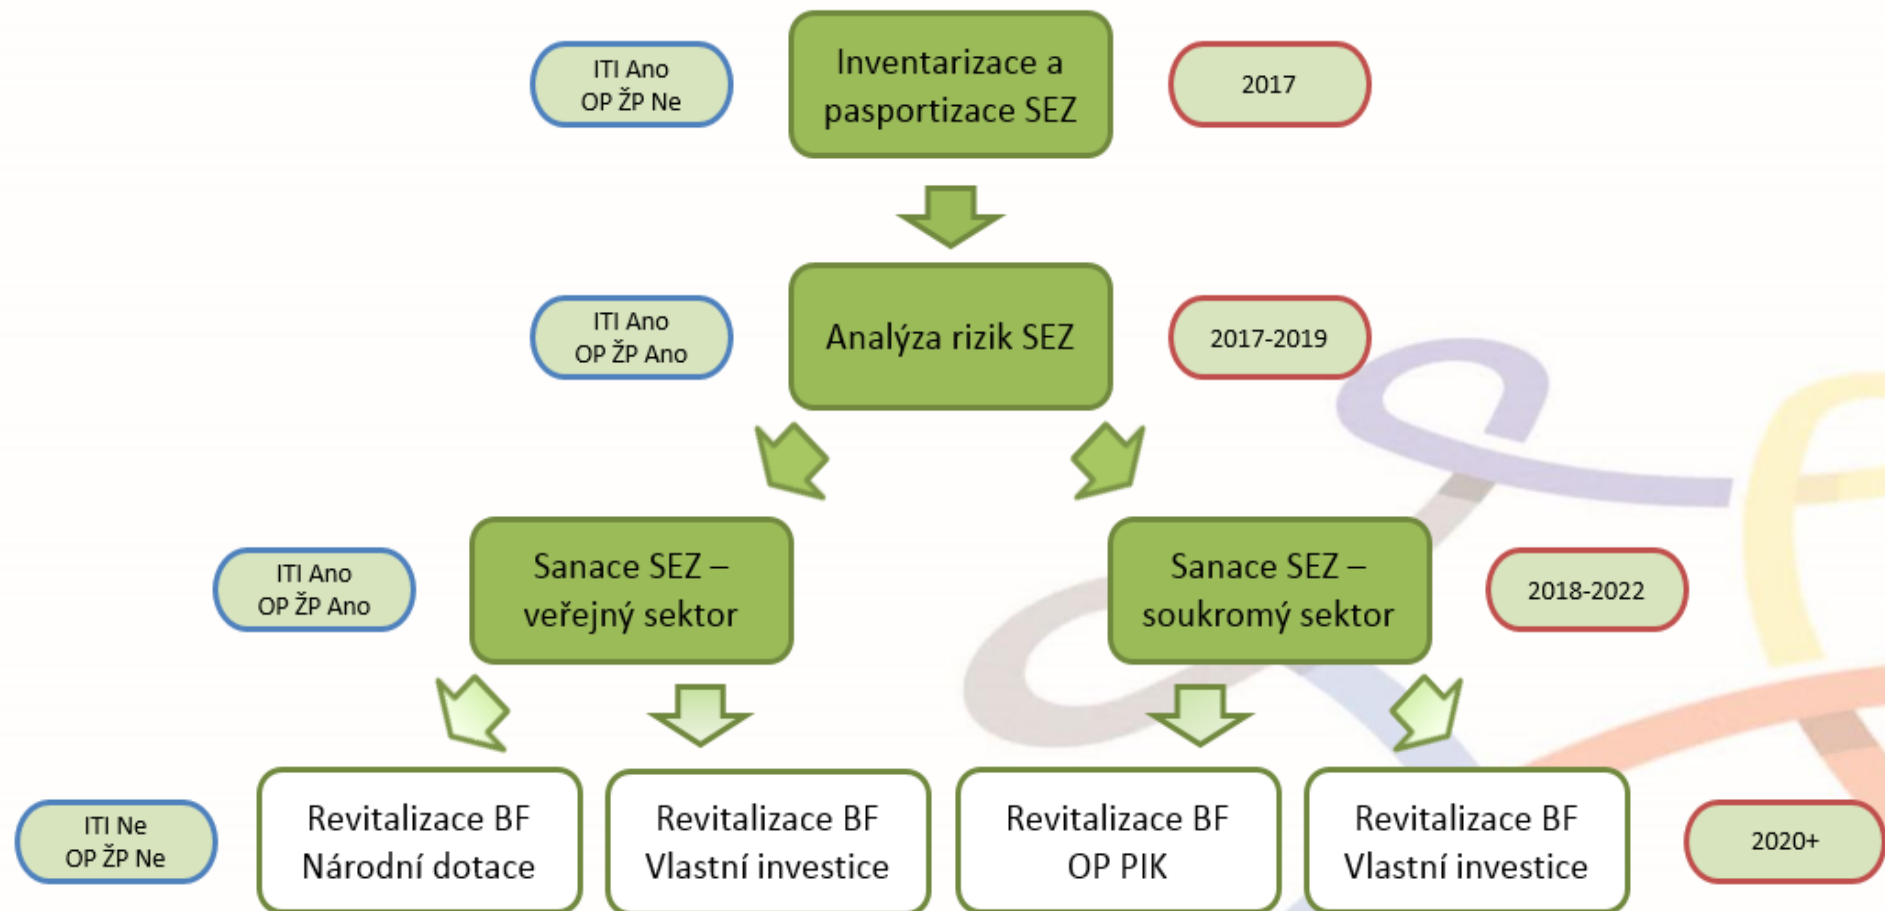 ITI Ano
OP ŽP Ne
Inventarizace a
pasportizace SEZ
2017
ITI Ano
OP ŽP Ano
Analýza rizik SEZ
2017-2019
ITI Ano
OP ŽP Ano
Sanace SEZ –
veřejný sektor
Sanace SEZ –
soukromý sektor
2018-2022
ITI Ne
OP ŽP Ne
Revitalizace BF
Národní dotace
Revitalizace BF
Vlastní investice
Revitalizace BF
OP PIK
Revitalizace BF
Vlastní investice
2020+